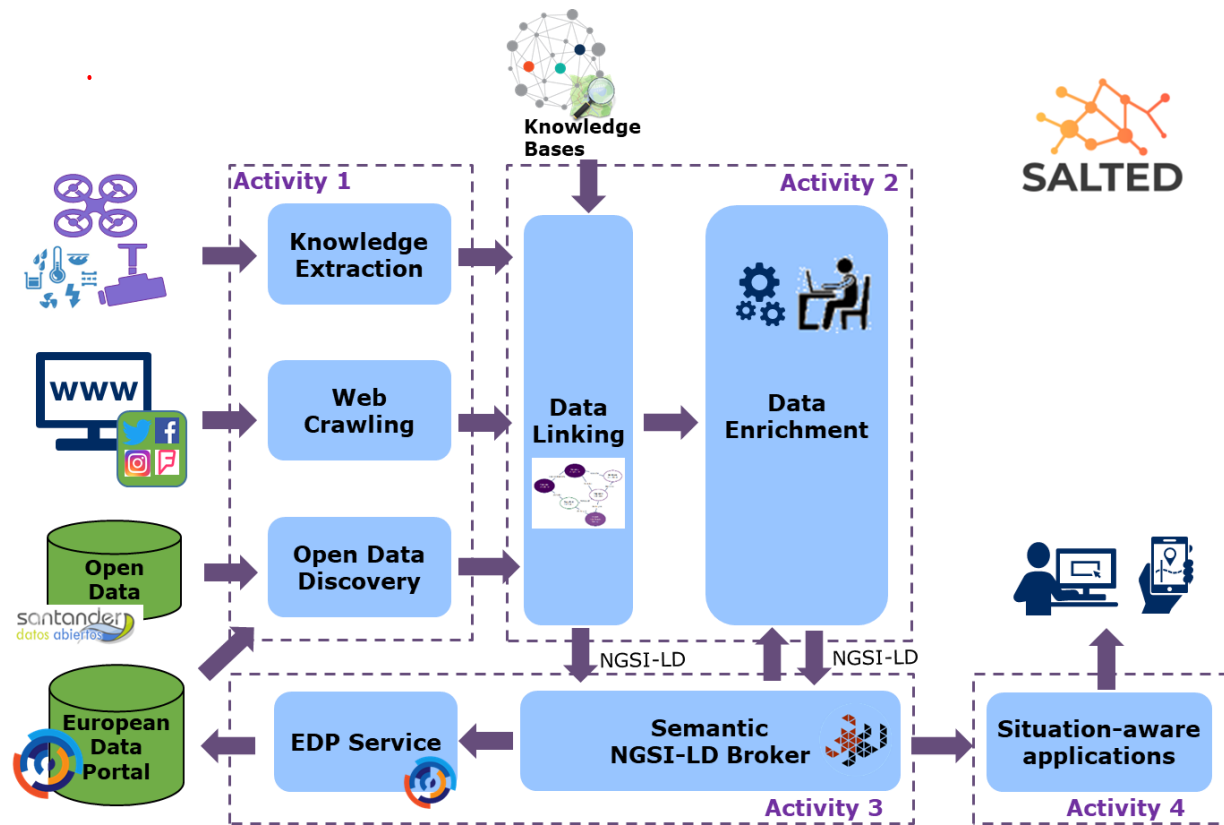 Knowledge
Bases
SALTED
Activity 1
Activity 2
Knowledge
Extraction
WWW
Web
Crawling
Data
Linking
Data
Enrichment
Open
Data
santander
datos abiertos
Open Data
Discovery
NGSI-LD
NGSI-LD
European
Data
Portal
EDP Service
Semantic
NGSI-LD Broker
Situation-aware
applications
Activity 3
Activity 4